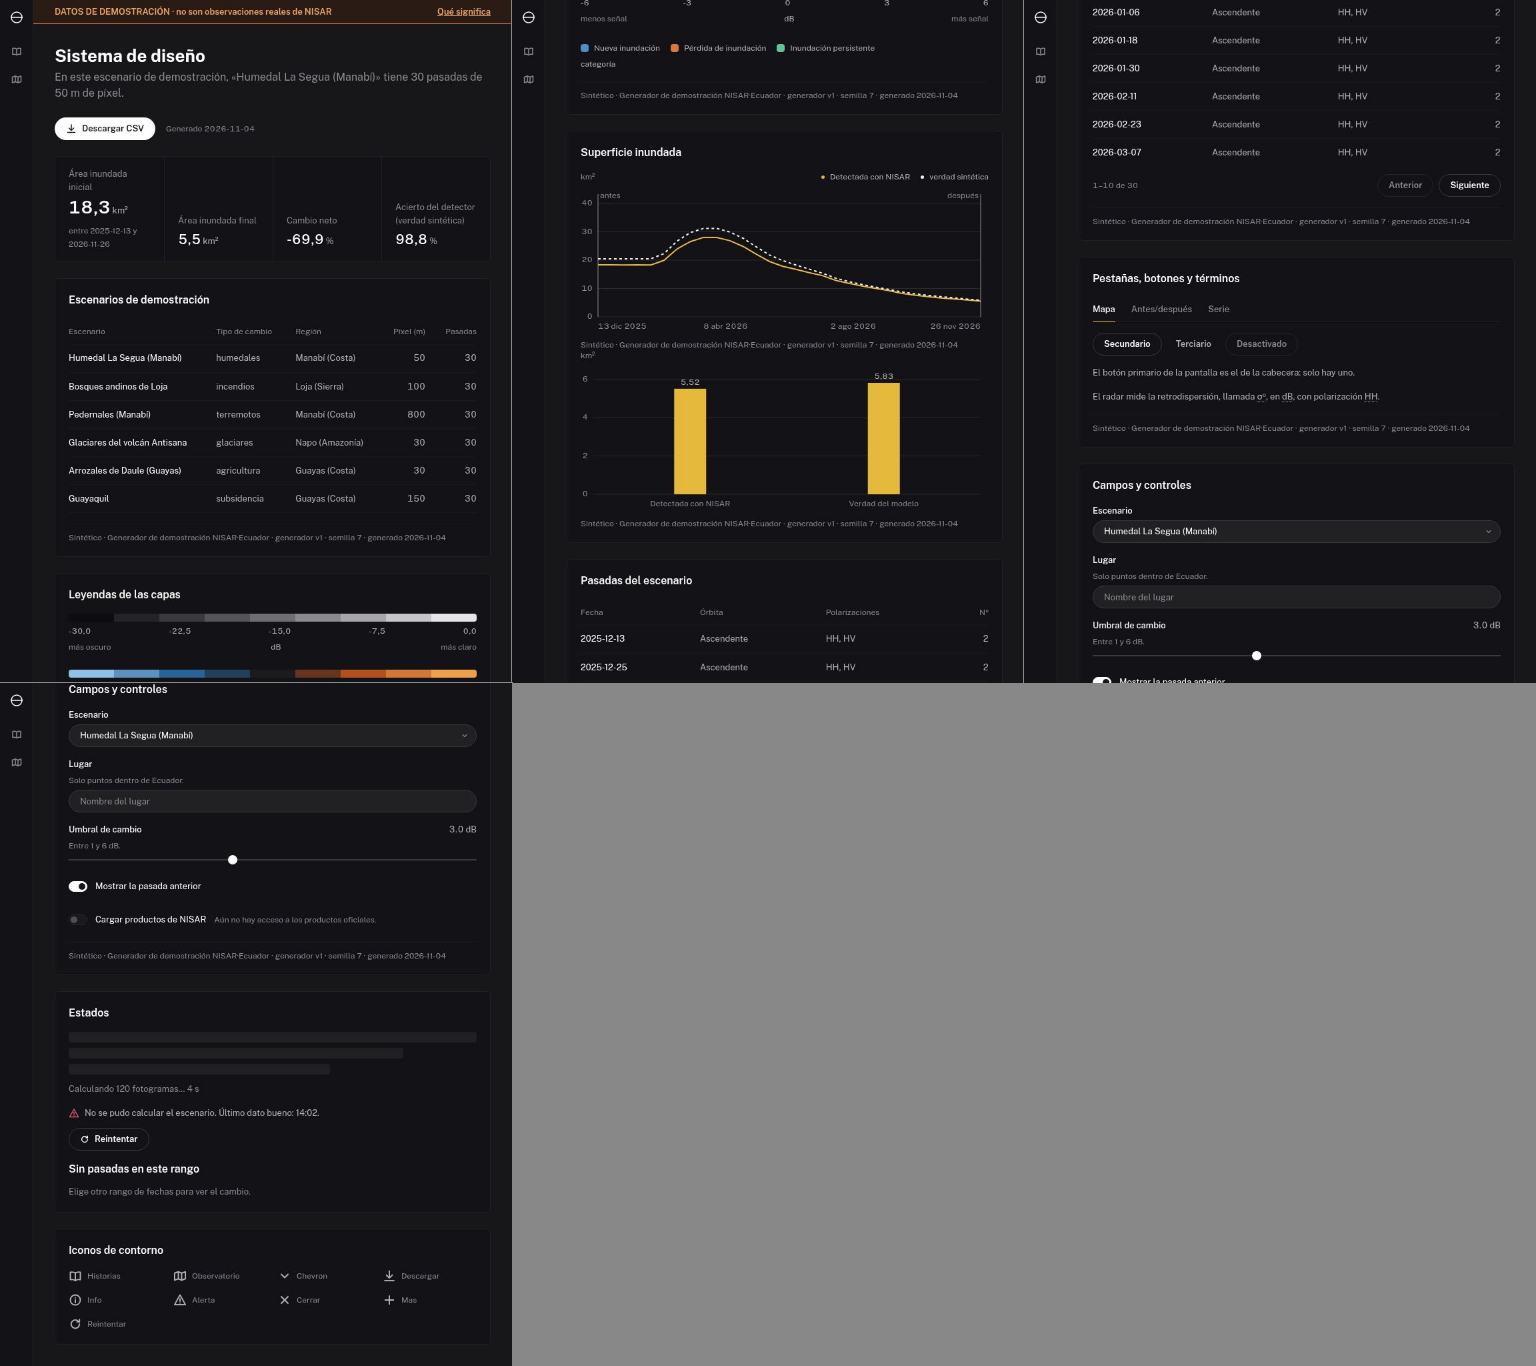 DATOS DE DEMOSTRACIÓN · no son observaciones reales de NISAR
Qué significa
Sistema de diseño
En este escenario de demostración, «Humedal La Segua (Manabí)» tiene 30 pasadas de
50 m de píxel.
Descargar CSV
Generado 2026-11-04
Área inundada
inicial
18,3 km²
entre 2025-12-13 y
2026-11-26
Área inundada final
5,5 km²
Cambio neto
-69,9 %
Acierto del detector
(verdad sintética)
98,8 %
Escenarios de demostración
Escenario Tipo de cambio Región Píxel (m) Pasadas
Humedal La Segua (Manabí) humedales Manabí (Costa) 50 30
Bosques andinos de Loja incendios Loja (Sierra) 100 30
Pedernales (Manabí) terremotos Manabí (Costa) 800 30
Glaciares del volcán Antisana glaciares Napo (Amazonía) 30 30
Arrozales de Daule (Guayas) agricultura Guayas (Costa) 30 30
Guayaquil subsidencia Guayas (Costa) 150 30
Sintético · Generador de demostración NISAR-Ecuador · generador v1 · semilla 7 · generado 2026-11-04
Leyendas de las capas
-30,0 -22,5 -15,0 -7,5 0,0
más oscuro dB más claro
-6 -3 0 3 6
menos señal dB más señal
Nueva inundación Pérdida de inundación Inundación persistente
categoría
Sintético · Generador de demostración NISAR-Ecuador · generador v1 · semilla 7 · generado 2026-11-04
Superficie inundada
km² Detectada con NISAR verdad sintética
antes después
40
30
20
10
0
13 dic 2025 8 abr 2026 2 ago 2026 26 nov 2026
Sintético · Generador de demostración NISAR-Ecuador · generador v1 · semilla 7 · generado 2026-11-04
km²
6
4
2
0
5.52 5.83
Detectada con NISAR Verdad del modelo
Sintético · Generador de demostración NISAR-Ecuador · generador v1 · semilla 7 · generado 2026-11-04
Pasadas del escenario
Fecha Órbita Polarizaciones Nº
2025-12-13 Ascendente HH, HV 2
2025-12-25 Ascendente HH, HV 2
2026-01-06 Ascendente HH, HV 2
2026-01-18 Ascendente HH, HV 2
2026-01-30 Ascendente HH, HV 2
2026-02-11 Ascendente HH, HV 2
2026-02-23 Ascendente HH, HV 2
2026-03-07 Ascendente HH, HV 2
1–10 de 30 Anterior Siguiente
Sintético · Generador de demostración NISAR-Ecuador · generador v1 · semilla 7 · generado 2026-11-04
Pestañas, botones y términos
Mapa Antes/después Serie
Secundario Terciario Desactivado
El botón primario de la pantalla es el de la cabecera: solo hay uno.
El radar mide la retrodispersión, llamada σ⁰, en dB, con polarización HH.
Sintético · Generador de demostración NISAR-Ecuador · generador v1 · semilla 7 · generado 2026-11-04
Campos y controles
Escenario
Humedal La Segua (Manabí)
Lugar
Solo puntos dentro de Ecuador.
Nombre del lugar
Umbral de cambio 3.0 dB
Entre 1 y 6 dB.
Mostrar la pasada anterior
Campos y controles
Escenario
Humedal La Segua (Manabí)
Lugar
Solo puntos dentro de Ecuador.
Nombre del lugar
Umbral de cambio 3.0 dB
Entre 1 y 6 dB.
Mostrar la pasada anterior
Cargar productos de NISAR Aún no hay acceso a los productos oficiales.
Sintético · Generador de demostración NISAR-Ecuador · generador v1 · semilla 7 · generado 2026-11-04
Estados
Calculando 120 fotogramas... 4 s
No se pudo calcular el escenario. Último dato bueno: 14:02.
Reintentar
Sin pasadas en este rango
Elige otro rango de fechas para ver el cambio.
Iconos de contorno
Historias Observatorio Chevron Descargar
Info Alerta Cerrar Mas
Reintentar